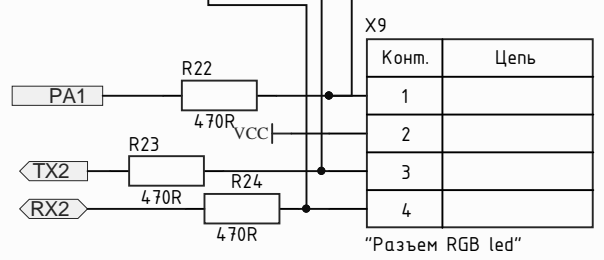 X9
Конт. Цепь
R22
PA1
1
470R
VCC
2
R23
TX2
3
470R
R24
RX2
4
470R
"Разъем RGB led"